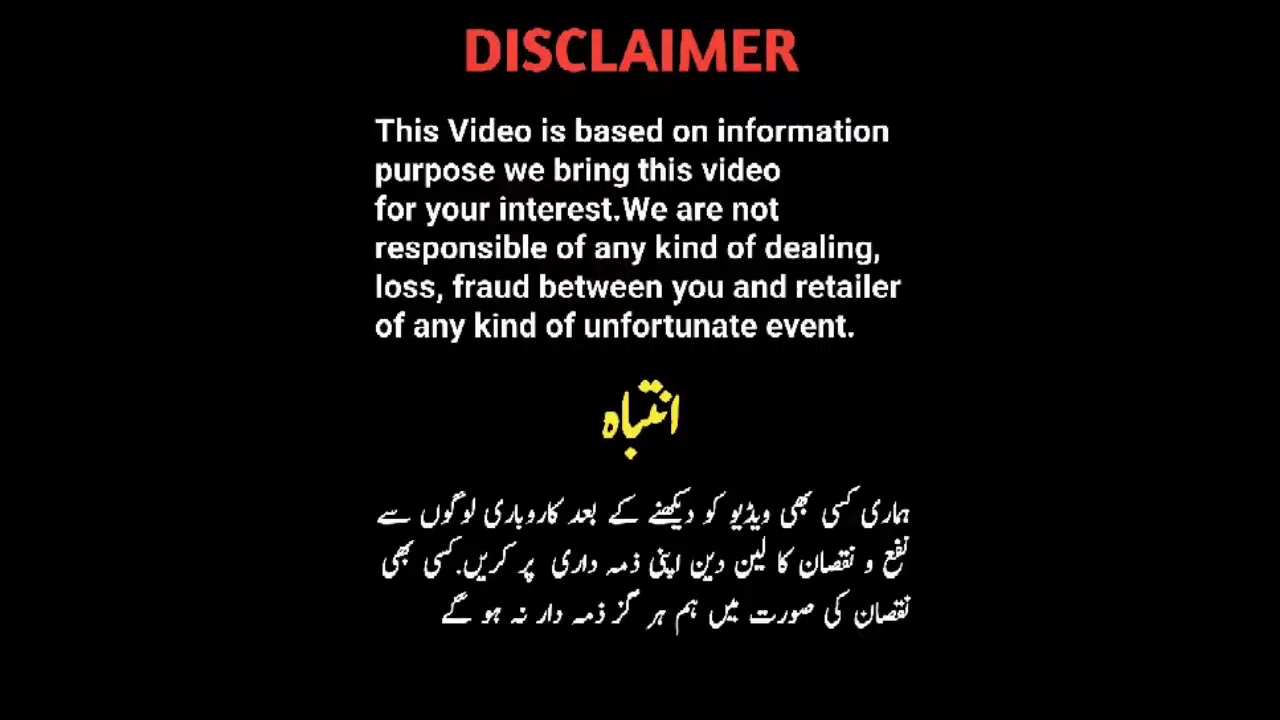 DISCLAIMER
This Video is based on information
purpose we bring this video
for your interest.We are not
responsible of any kind of dealing,
loss, fraud between you and retailer
of any kind of unfortunate event.
انتباہ
ہماری کسی بھی ویڈیو کو دیکھنے کے بعد کاروباری لوگوں سے
نفع و نقصان کا لین دین اپنی ذمہ داری پر کریں.کسی بھی
نقصان کی صورت میں ہم ہر گز ذمہ دار نہ ہو گے